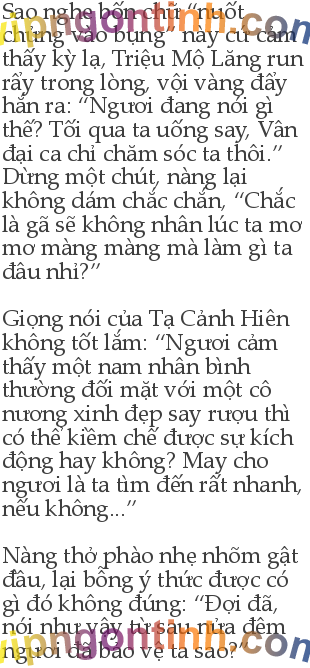 Sao nghe bốn chữ “nuốt
chửng vào bụng” này cứ cảm
thấy kỳ lạ, Triệu Mộ Lăng run
rẩy trong lòng, vội vàng đẩy
hắn ra: “Ngươi đang nói gì
thế? Tối qua ta uống say, Vân
đại ca chỉ chăm sóc ta thôi.”
Dừng một chút, nàng lại
không dám chắc chắn, “Chắc
là gã sẽ không nhân lúc ta mơ
mơ màng màng mà làm gì ta
đâu nhỉ?”

Giọng nói của Tạ Cảnh Hiên
không tốt lắm: “Ngươi cảm
thấy một nam nhân bình
thường đối mặt với một cô
nương xinh đẹp say rượu thì
có thể kiềm chế được sự kích
động hay không? May cho
ngươi là ta tìm đến rất nhanh,
nếu không...”

Nàng thở phào nhẹ nhõm gật
đầu, lại bỗng ý thức được có
gì đó không đúng: “Đợi đã,
nói như vậy từ sau nửa đêm
ngươi đã bảo vệ ta sao?”